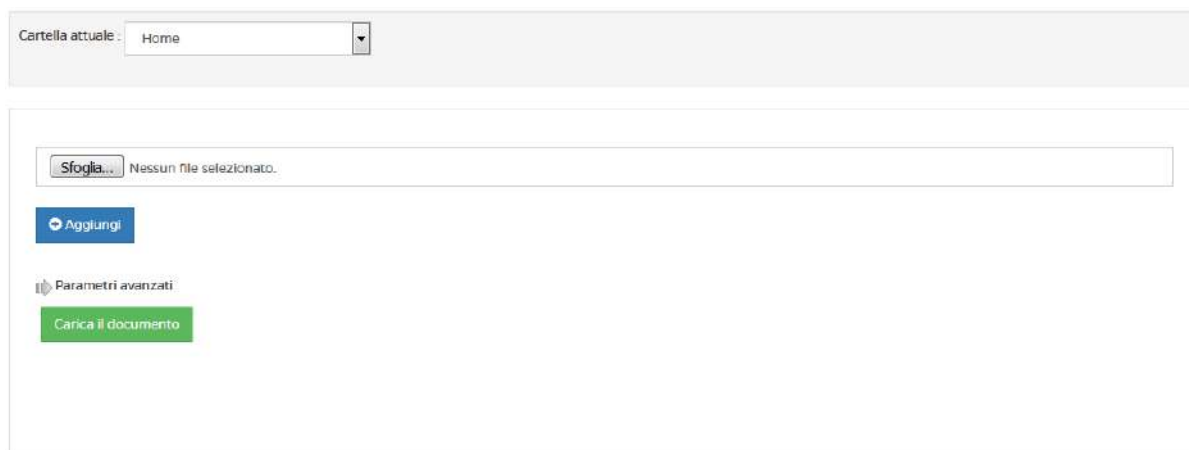 Cartella attuale : Home
Sfoglia... Nessun file selezionato.
Aggiungi
Parametri avanzati
Carica il documento